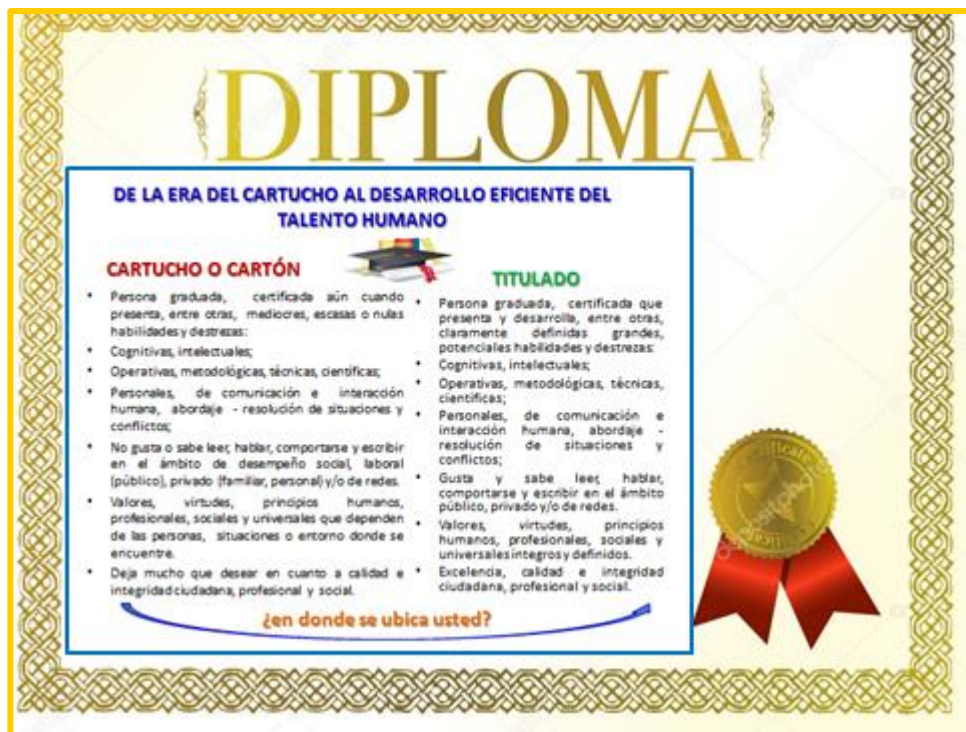 DIPLOMA
DE LA ERA DEL CARTUCHO AL DESARROLLO EFICIENTE DEL
TALENTO HUMANO
CARTUCHO O CARTÓN
• Persona graduada, certificada aún cuando
presenta, entre otras, mediocres, escasas o nulas
habilidades y destrezas:
• Cognitivas, intelectuales;
• Operativas, metodológicas, técnicas, científicas;
• Personales, de comunicación e interacción
humana, abordaje - resolución de situaciones y
conflictos;
• No gusta o sabe leer, hablar, comportarse y escribir
en el ámbito de desempeño social, laboral
(público), privado (familiar, personal) y/o de redes.
• Valores, virtudes, principios humanos,
profesionales, sociales y universales que dependen
de las personas, situaciones o entorno donde se
encuentre.
• Deja mucho que desear en cuanto a calidad e
integridad ciudadana, profesional y social.
TITULADO
• Persona graduada, certificada que
presenta y desarrolla, entre otras,
claramente definidas grandes,
potenciales habilidades y destrezas:
• Cognitivas, intelectuales;
• Operativas, metodológicas, técnicas,
científicas;
• Personales, de comunicación e
interacción humana, abordaje -
resolución de situaciones y
conflictos;
• Gusta y sabe leer, hablar,
comportarse y escribir en el ámbito
público, privado y/o de redes.
• Valores, virtudes, principios
humanos, profesionales, sociales y
universales integros y definidos.
• Excelencia, calidad e integridad
ciudadana, profesional y social.
¿en donde se ubica usted?
Certificate